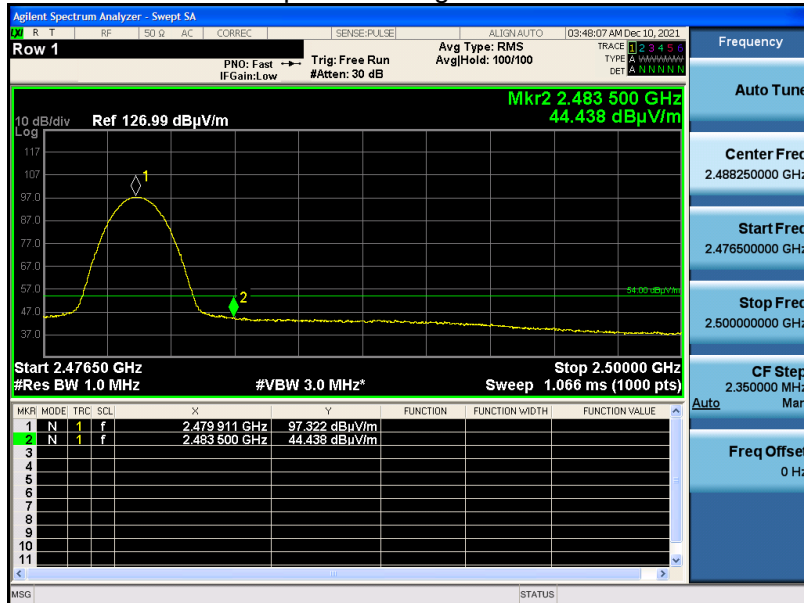 Agilent Spectrum Analyzer - Swept SA
LXI R T RF 50 Ω AC CORREC SENSE:PULSE ALIGN AUTO 03:48:07 AM Dec 10, 2021
Row 1
PNO: Fast
IFGain:Low
Trig: Free Run
#Atten: 30 dB
Avg Type: RMS
Avg|Hold: 100/100
TRACE 1 2 3 4 5 6
TYPE A WWWWW
DET A N N N N N
Frequency
Mkr2 2.483 500 GHz
44.438 dBµV/m
10 dB/div Ref 126.99 dBµV/m
Log
117
107
97.0
87.0
77.0
67.0
57.0
47.0
37.0
1
2
54.00 dBµV/m
Start 2.47650 GHz
Stop 2.50000 GHz
#Res BW 1.0 MHz
#VBW 3.0 MHz*
Sweep 1.066 ms (1000 pts)
MKR MODE TRC SCL X Y FUNCTION FUNCTION WIDTH FUNCTION VALUE
1 N 1 f 2.479 911 GHz 97.322 dBµV/m
2 N 1 f 2.483 500 GHz 44.438 dBµV/m
3
4
5
6
7
8
9
10
11
MSG STATUS
Auto Tune
Center Freq
2.488250000 GHz
Start Freq
2.476500000 GHz
Stop Freq
2.500000000 GHz
CF Step
2.350000 MHz
Auto Man
Freq Offset
0 Hz